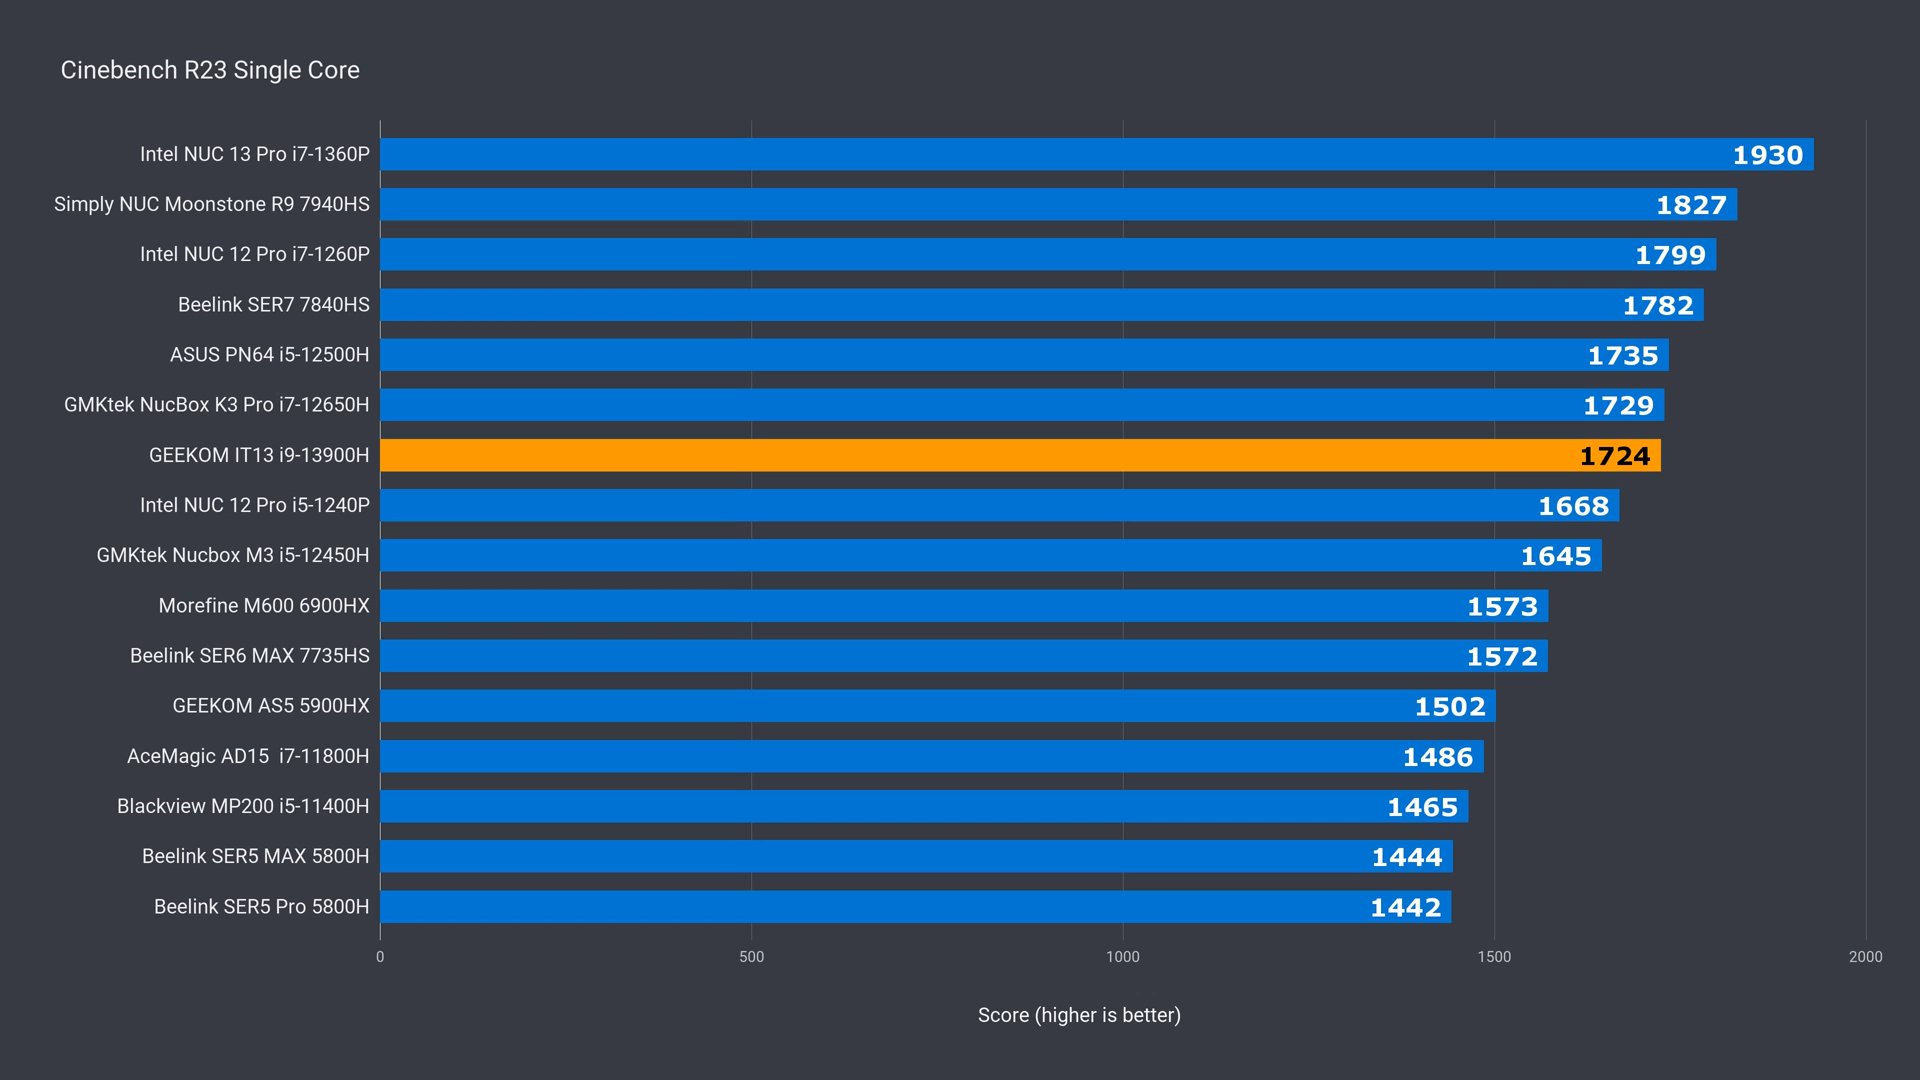 Cinebench R23 Single Core
Intel NUC 13 Pro i7-1360P 1930
Simply NUC Moonstone R9 7940HS 1827
Intel NUC 12 Pro i7-1260P 1799
Beelink SER7 7840HS 1782
ASUS PN64 i5-12500H 1735
GMKtek NucBox K3 Pro i7-12650H 1729
GEEKOM IT13 i9-13900H 1724
Intel NUC 12 Pro i5-1240P 1668
GMKtek Nucbox M3 i5-12450H 1645
Morefine M600 6900HX 1573
Beelink SER6 MAX 7735HS 1572
GEEKOM AS5 5900HX 1502
AceMagic AD15  i7-11800H 1486
Blackview MP200 i5-11400H 1465
Beelink SER5 MAX 5800H 1444
Beelink SER5 Pro 5800H 1442
0 500 1000 1500 2000
Score (higher is better)